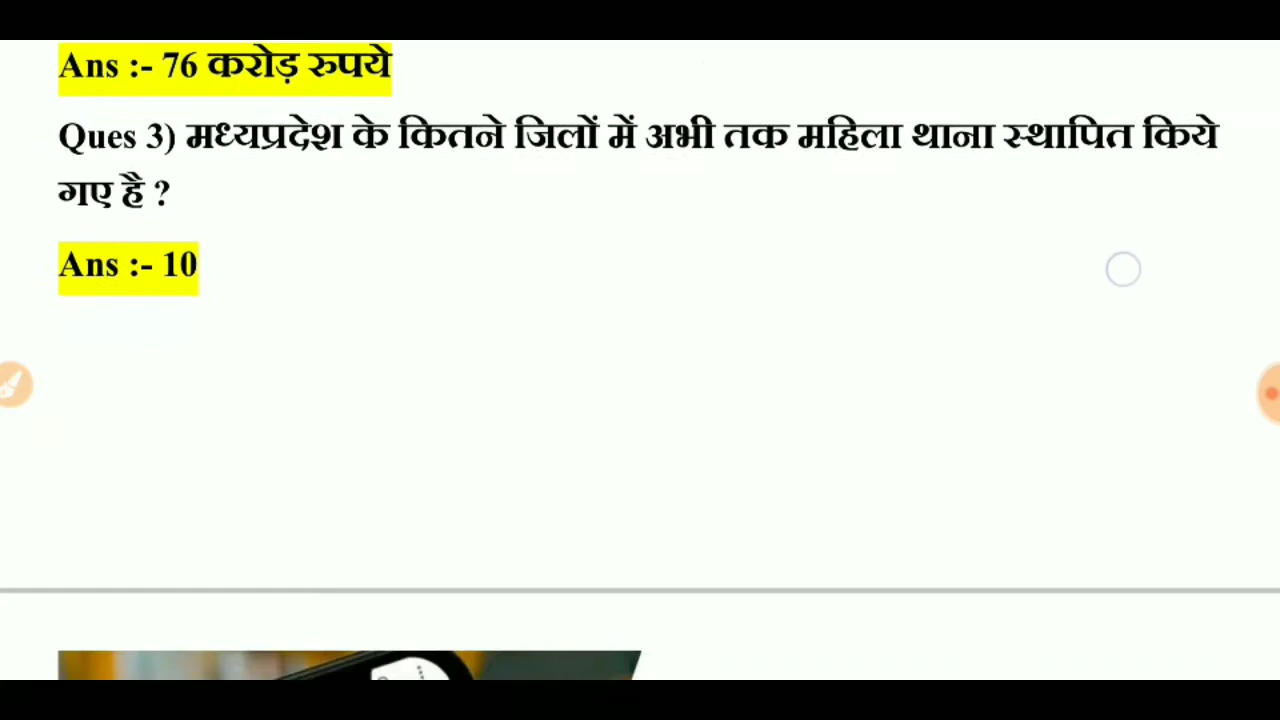 Ans :- 76 करोड़ रुपये
Ques 3) मध्यप्रदेश के कितने जिलों में अभी तक महिला थाना स्थापित किये
गए है ?
Ans :- 10